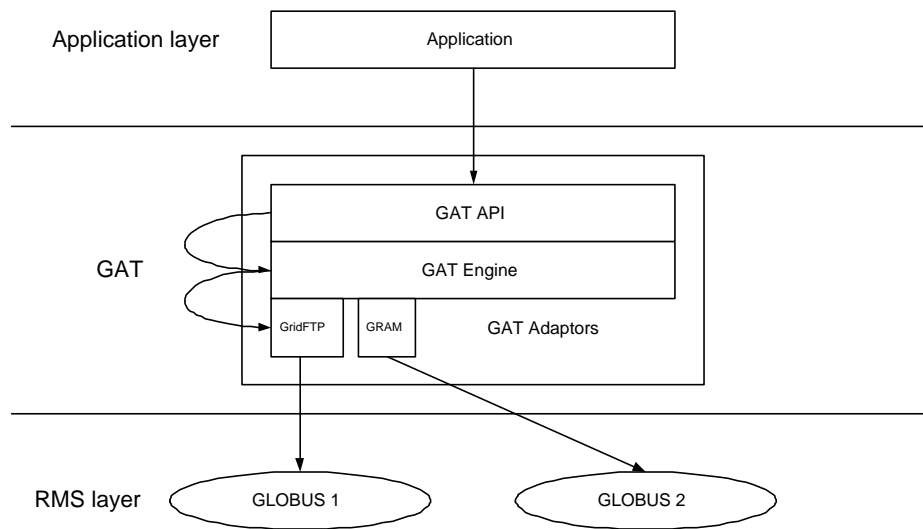 Application layer
Application
GAT API
GAT
GAT Engine
GridFTP
GRAM
GAT Adaptors
RMS layer
GLOBUS 1
GLOBUS 2